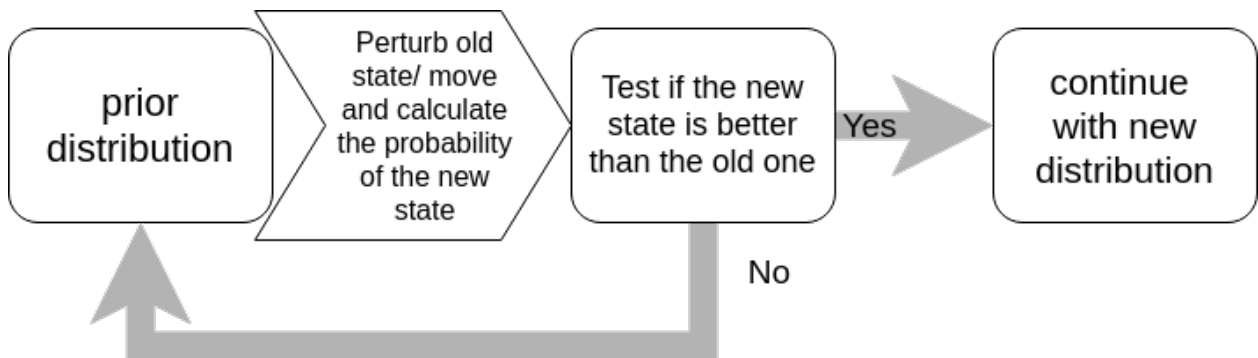 prior
distribution
Perturb old
state/ move
and calculate
the probability
of the new
state
Test if the new
state is better
than the old one
Yes
continue
with new
distribution
No